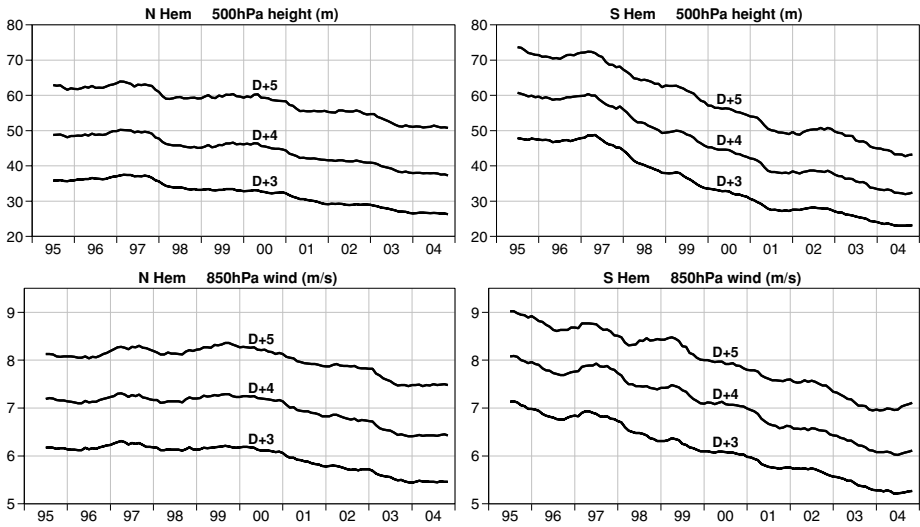 N Hem 500hPa height (m)
80
70
60
50
40
30
20
D+5
D+4
D+3
95 96 97 98 99 00 01 02 03 04
S Hem 500hPa height (m)
80
70
60
50
40
30
20
D+5
D+4
D+3
95 96 97 98 99 00 01 02 03 04
N Hem 850hPa wind (m/s)
9
8
7
6
5
D+5
D+4
D+3
95 96 97 98 99 00 01 02 03 04
S Hem 850hPa wind (m/s)
9
8
7
6
5
D+5
D+4
D+3
95 96 97 98 99 00 01 02 03 04